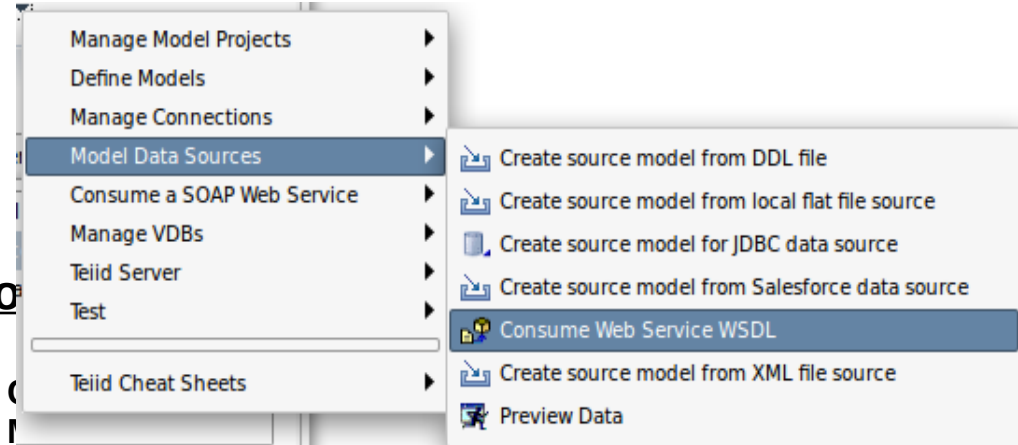 Manage Model Projects
Define Models
Manage Connections
Model Data Sources
Consume a SOAP Web Service
Manage VDBs
Teiid Server
Test
Teiid Cheat Sheets
Create source model from DDL file
Create source model from local flat file source
Create source model for JDBC data source
Create source model from Salesforce data source
Consume Web Service WSDL
Create source model from XML file source
Preview Data